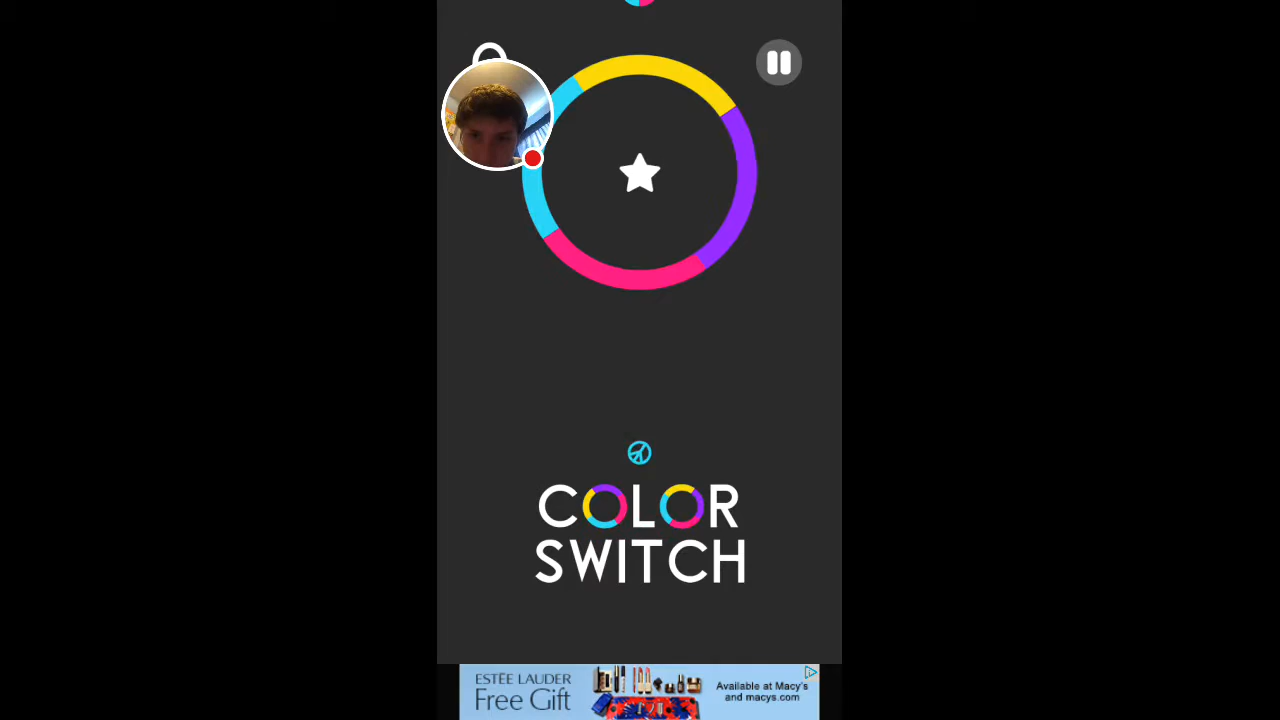 COLOR
SWITCH
ESTĒE LAUDER
Free Gift
Available at Macy's
and macys.com